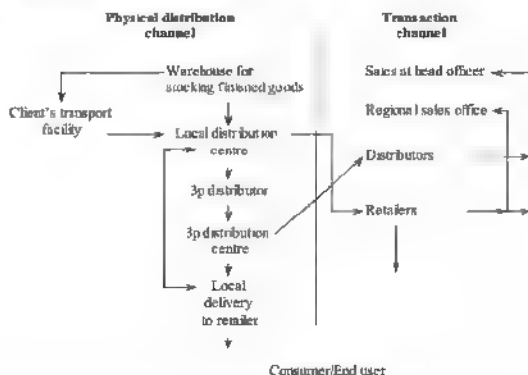 Physical distribution
channel
Transaction
channel
Warehouse for
stocking finished goods
Sales at head officer
Client's transport
facility
Regional sales office
Local distribution
centre
Distributors
3p distributor
Retailers
3p distribution
centre
Local
delivery
to retailer
Consumer/End user